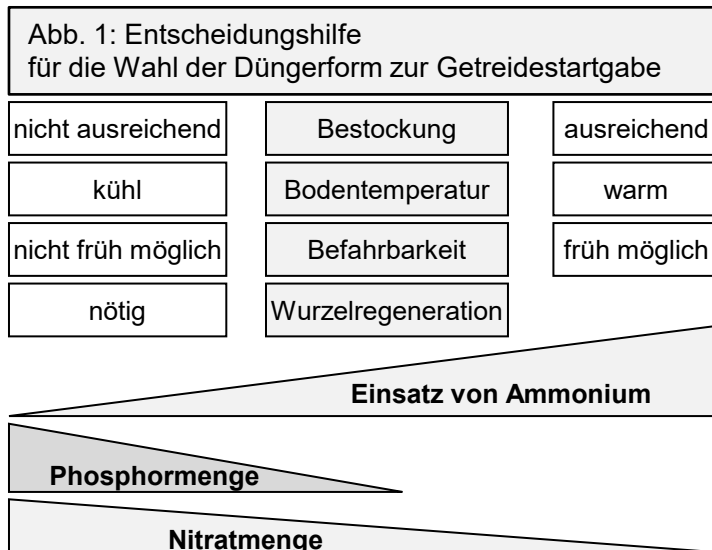 Abb. 1: Entscheidungshilfe
für die Wahl der Düngerform zur Getreidestartgabe
nicht ausreichend Bestockung ausreichend
kühl Bodentemperatur warm
nicht früh möglich Befahrbarkeit früh möglich
nötig Wurzelregeneration
Einsatz von Ammonium
Phosphormenge
Nitratmenge